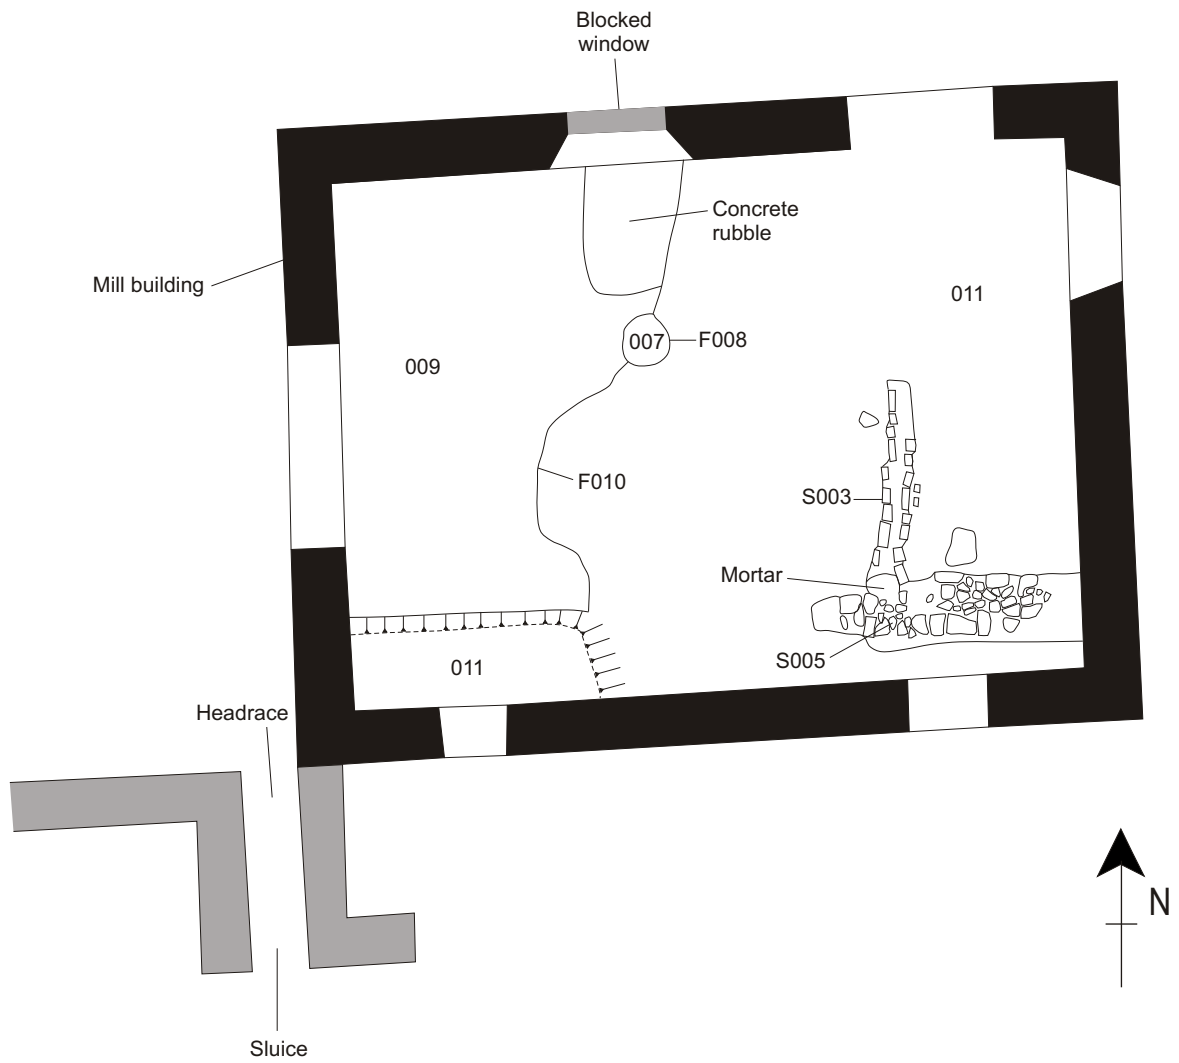 Blocked
window
Concrete
rubble
Mill building
011
007
F008
009
F010
S003
Mortar
S005
011
Headrace
N
Sluice